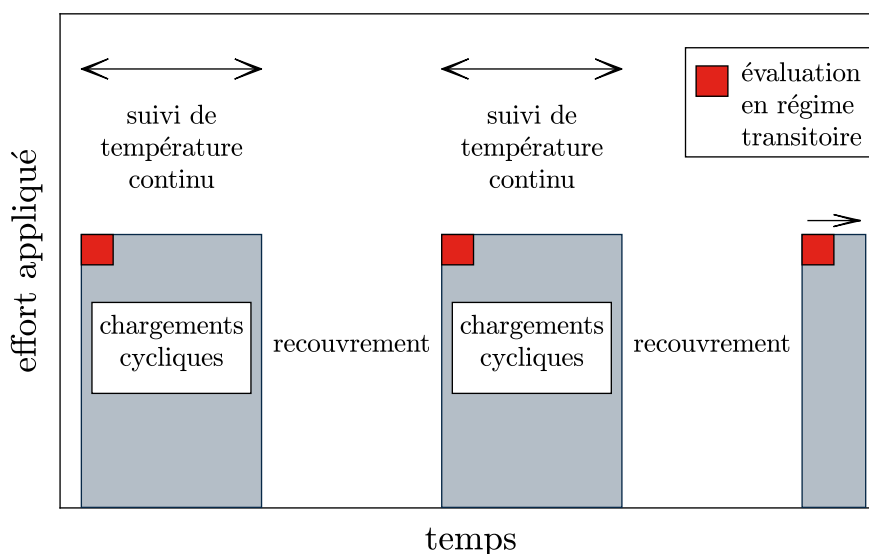 évaluation
en régime
transitoire
suivi de
température
continu
suivi de
température
continu
effort appliqué
chargements
cycliques
recouvrement
chargements
cycliques
recouvrement
temps